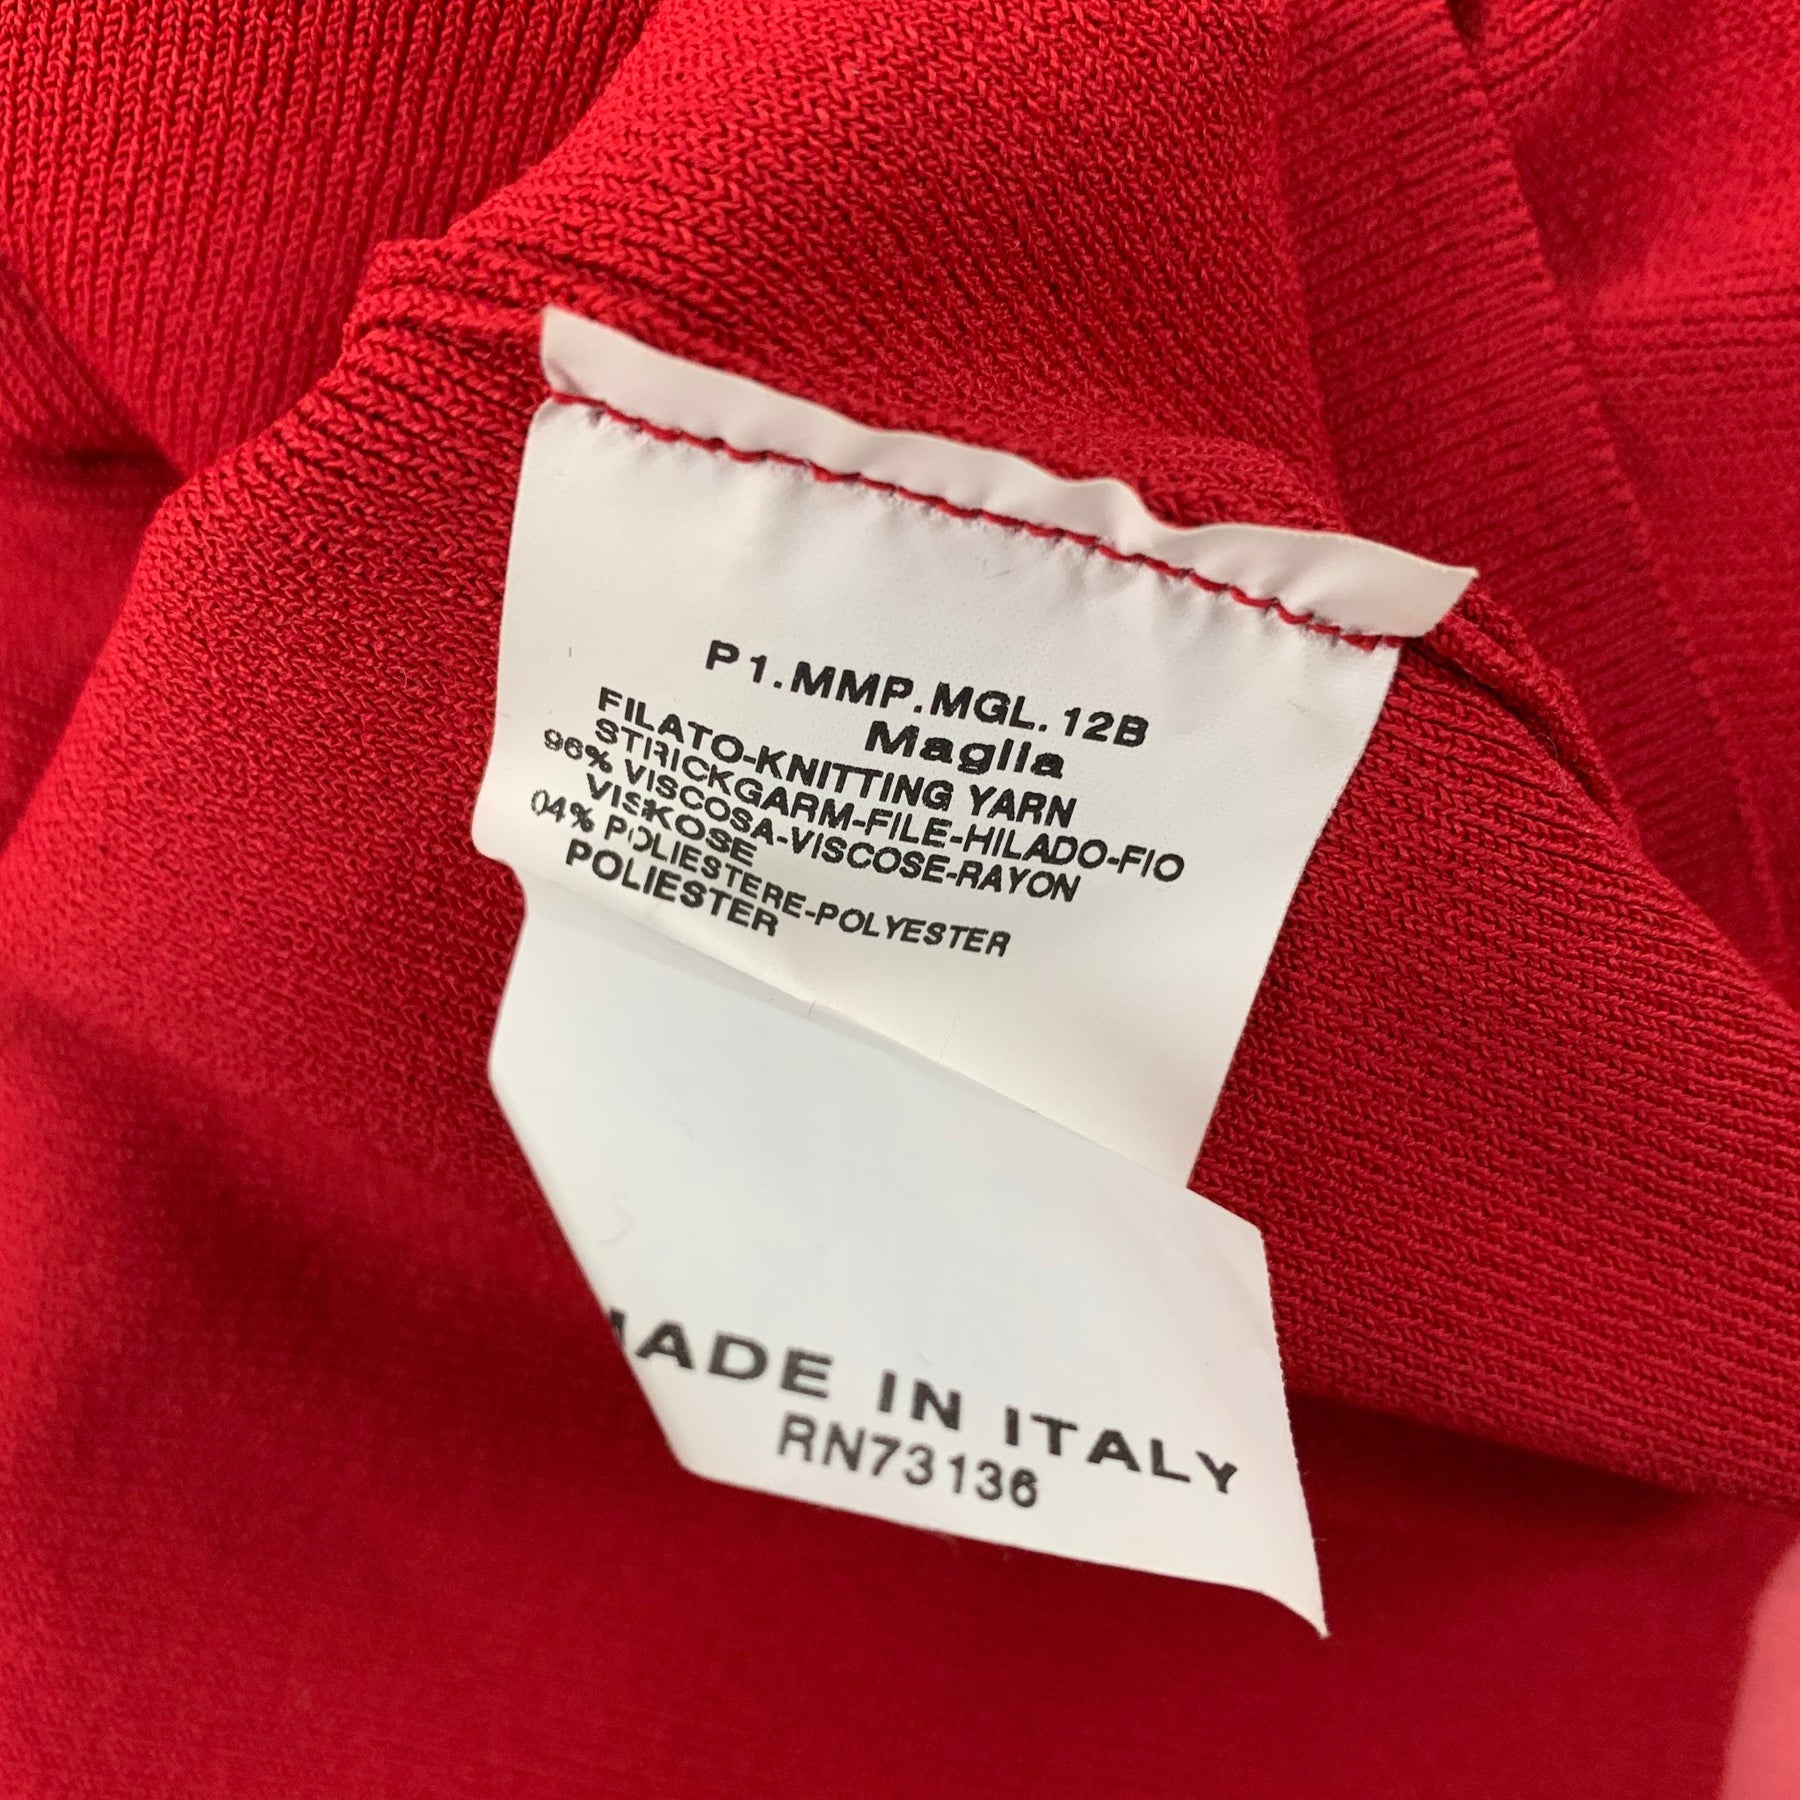 P1.MMP.MGL.12B
Maglia
FILATO-KNITTING YARN
STRICKGARM-FILE-HILADO-FIO
96% VISCOSA-VISCOSE-RAYON
VISKOSE
04% POLIESTERE-POLYESTER
POLIESTER
MADE IN ITALY
RN73136